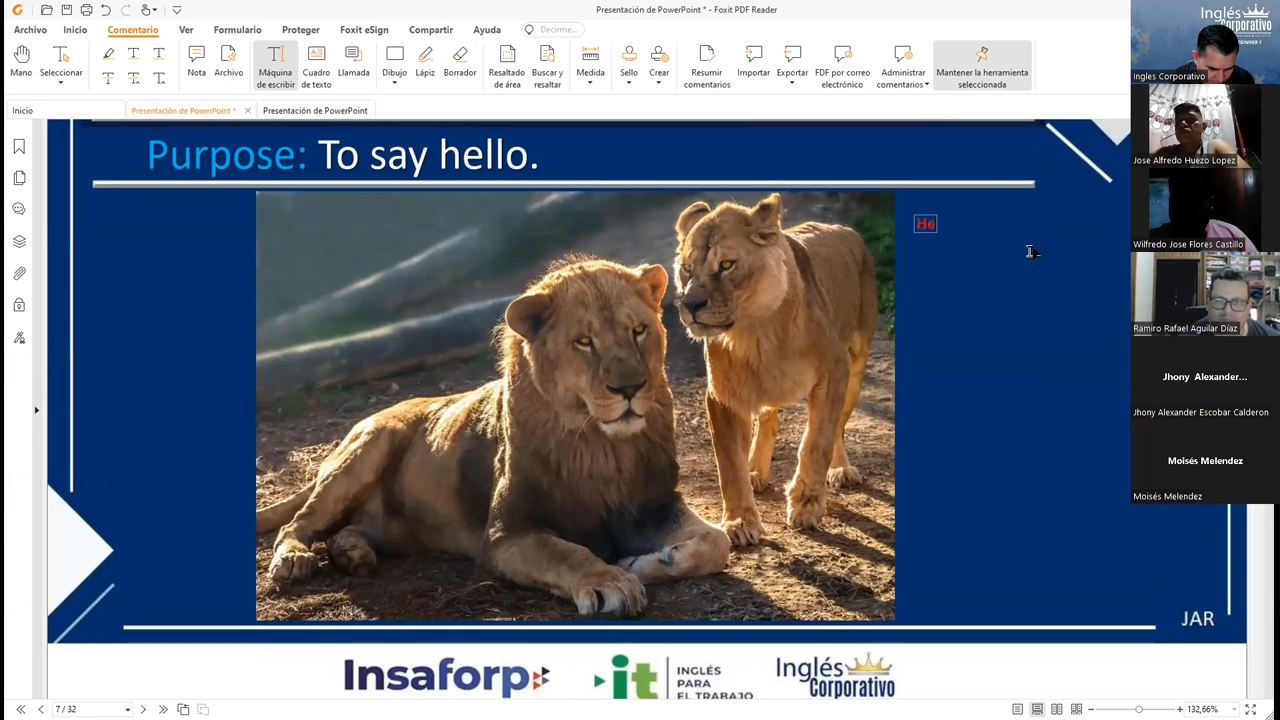 Presentación de PowerPoint * - Foxit PDF Reader
Archivo Inicio Comentario Ver Formulario Proteger Foxit eSign Compartir Ayuda Decirme...
Mano Seleccionar Nota Archivo Máquina de escribir Cuadro de texto Llamada Dibujo Lápiz Borrador Resaltado de área Buscar y resaltar Medida Sello Crear Resumir comentarios Importar Exportar FDF por correo electrónico Administrar comentarios Mantener la herramienta seleccionada
Inicio Presentación de PowerPoint * Presentación de PowerPoint
Purpose: To say hello.
JAR
Insaforp
it INGLÉS PARA EL TRABAJO
Inglés Corporativo
7 / 32
132,66%
Inglés
Corporativo
Ingles Corporativo
Jose Alfredo Huezo Lopez
Wilfredo Jose Flores Castillo
Ramiro Rafael Aguilar Díaz
Jhony Alexander...
Jhony Alexander Escobar Calderon
Moisés Melendez
Moisés Melendez